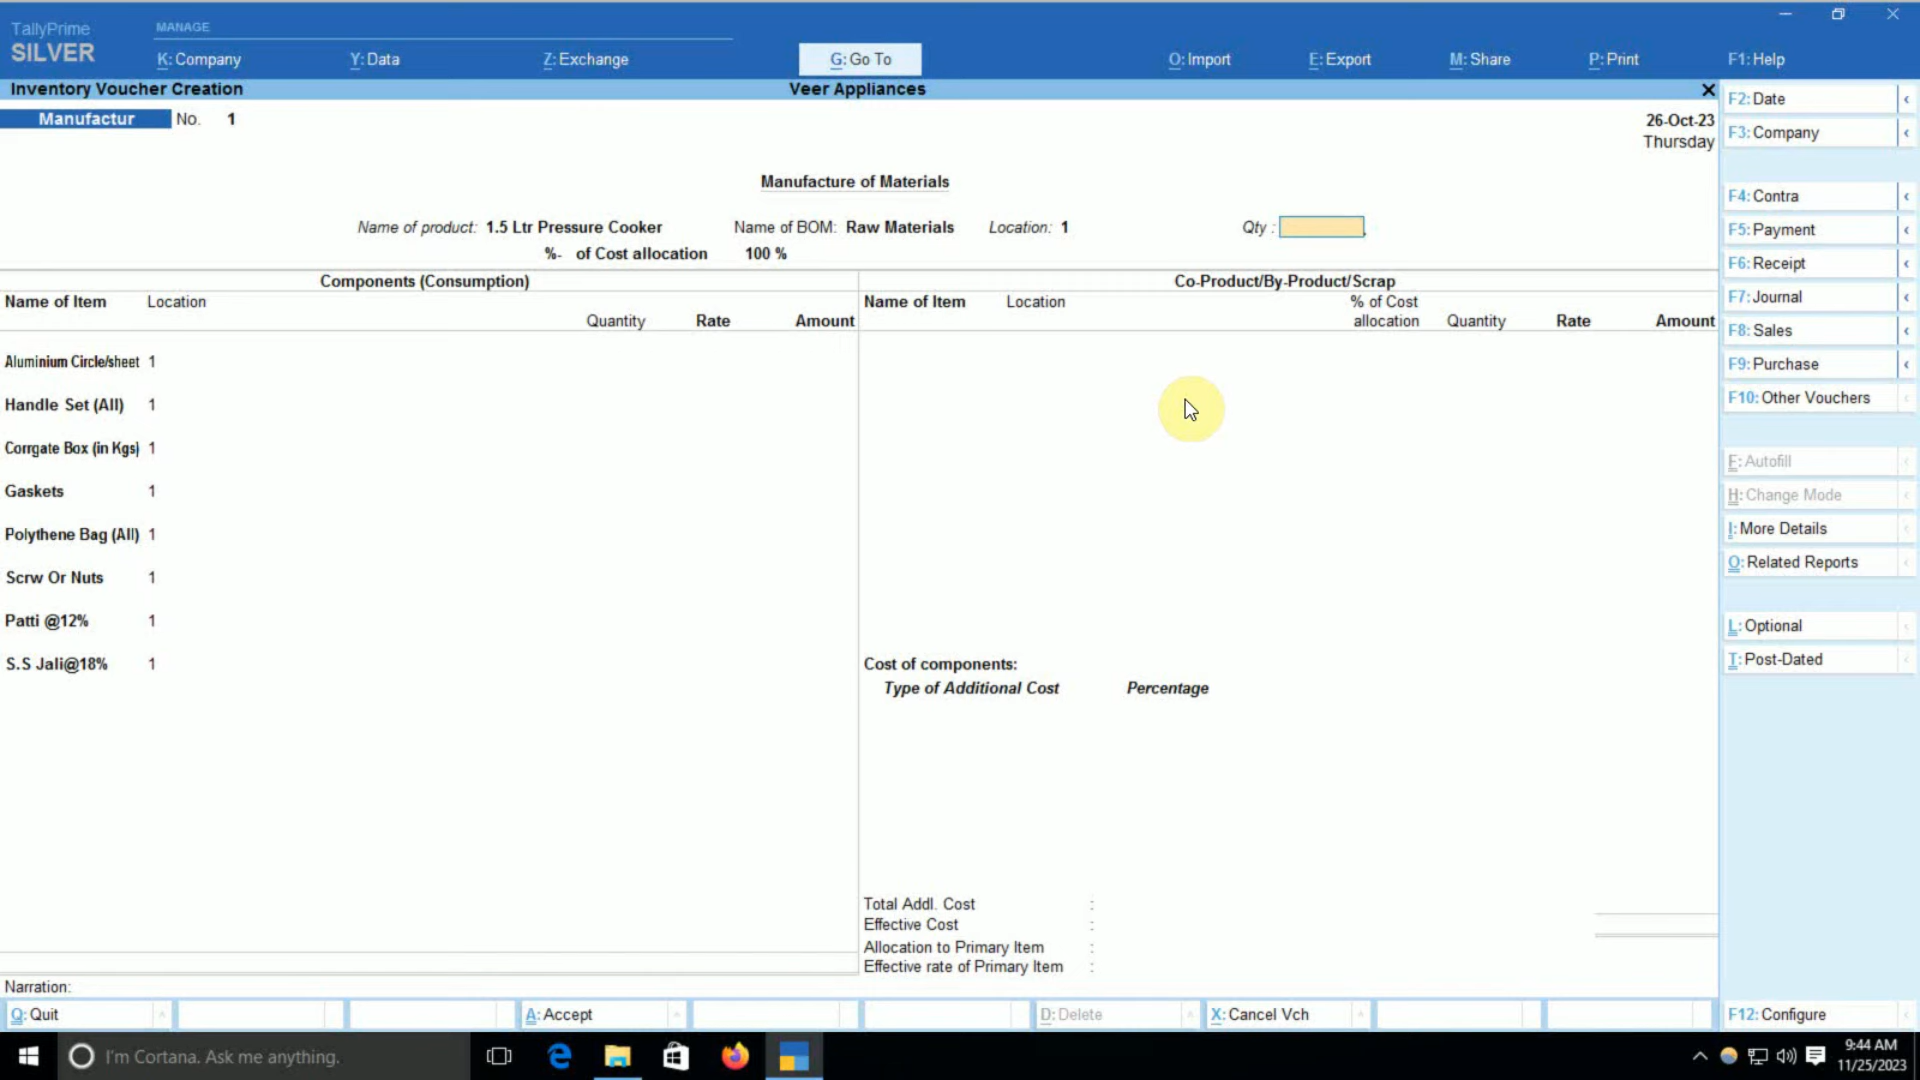 TallyPrime
SILVER
MANAGE
K: Company
Y: Data
Z: Exchange
G: Go To
O: Import
E: Export
M: Share
P: Print
F1: Help
Inventory Voucher Creation
Veer Appliances
Manufactur
No. 1
26-Oct-23
Thursday
Manufacture of Materials
Name of product: 1.5 Ltr Pressure Cooker
Name of BOM: Raw Materials
Location: 1
Qty :
%- of Cost allocation 100 %
Components (Consumption)
Name of Item Location
Quantity Rate Amount
Aluminium Circle/sheet 1
Handle Set (All) 1
Corrgate Box (in Kgs) 1
Gaskets 1
Polythene Bag (All) 1
Scrw Or Nuts 1
Patti @12% 1
S.S Jali@18% 1
Co-Product/By-Product/Scrap
Name of Item Location % of Cost
allocation Quantity Rate Amount
Cost of components:
Type of Additional Cost Percentage
Total Addl. Cost :
Effective Cost :
Allocation to Primary Item :
Effective rate of Primary Item :
Narration:
F2: Date
F3: Company
F4: Contra
F5: Payment
F6: Receipt
F7: Journal
F8: Sales
F9: Purchase
F10: Other Vouchers
F: Autofill
H: Change Mode
I: More Details
O: Related Reports
L: Optional
T: Post-Dated
F12: Configure
Q: Quit
A: Accept
D: Delete
X: Cancel Vch
I'm Cortana. Ask me anything.
9:44 AM
11/25/2023